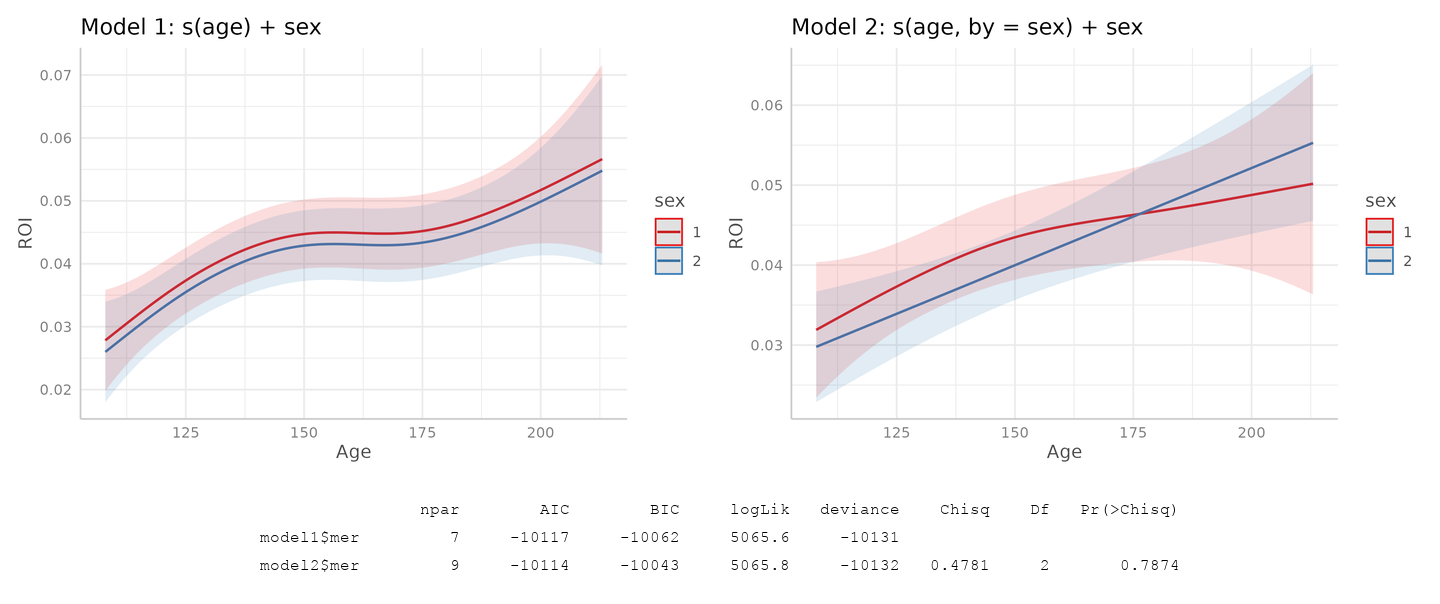 Model 1: s(age) + sex
0.07
0.06
0.05
0.04
0.03
0.02
ROI
125 150 175 200
Age
sex
1
2
Model 2: s(age, by = sex) + sex
0.06
0.05
0.04
0.03
ROI
125 150 175 200
Age
sex
1
2
npar AIC BIC logLik deviance Chisq Df Pr(>Chisq)
model1$mer 7 -10117 -10062 5065.6 -10131
model2$mer 9 -10114 -10043 5065.8 -10132 0.4781 2 0.7874